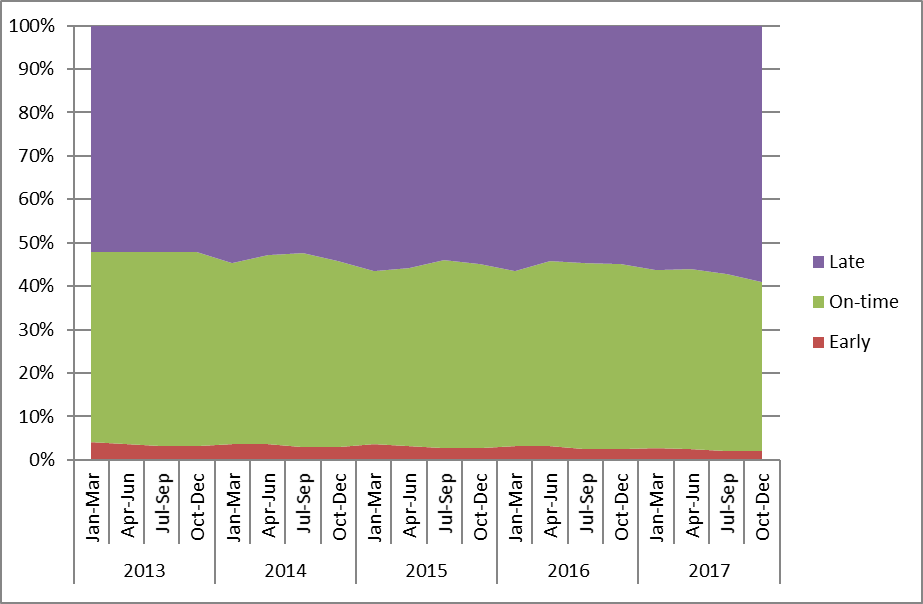 100%
90%
80%
70%
60%
50%
40%
30%
20%
10%
0%
Late
On-time
Early
Jan-Mar Apr-Jun Jul-Sep Oct-Dec Jan-Mar Apr-Jun Jul-Sep Oct-Dec Jan-Mar Apr-Jun Jul-Sep Oct-Dec Jan-Mar Apr-Jun Jul-Sep Oct-Dec Jan-Mar Apr-Jun Jul-Sep Oct-Dec
2013 2014 2015 2016 2017